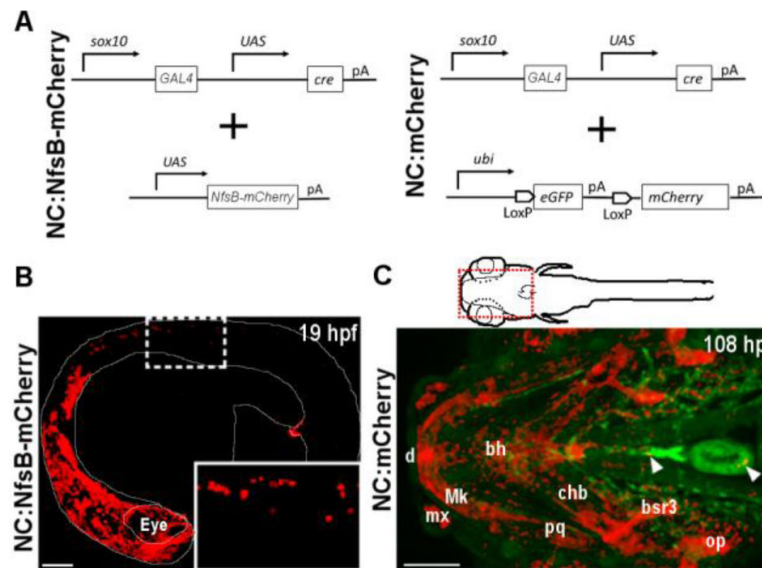 A
NC:NfsB-mCherry
sox10
UAS
GAL4
cre
pA
+
UAS
NfsB-mCherry
pA
NC:mCherry
sox10
UAS
GAL4
cre
pA
+
ubi
LoxP
eGFP
pA
LoxP
mCherry
pA
B
NC:NfsB-mCherry
19 hpf
Eye
C
NC:mCherry
108 hp
d
bh
Mk
mx
chb
pq
bsr3
op